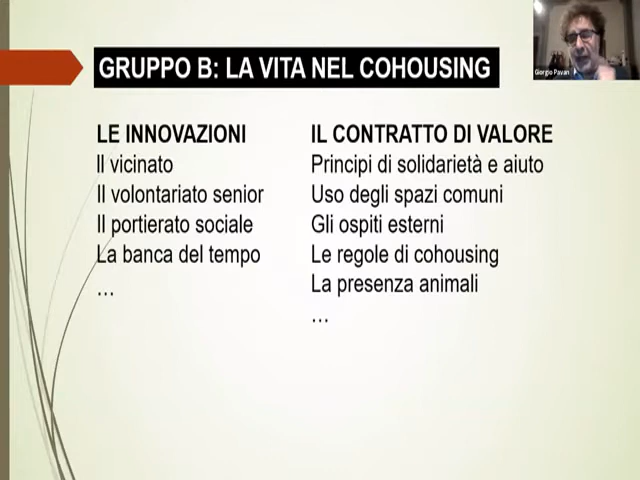 GRUPPO B: LA VITA NEL COHOUSING
Giorgio Pavan
LE INNOVAZIONI
Il vicinato
Il volontariato senior
Il portierato sociale
La banca del tempo
…
IL CONTRATTO DI VALORE
Principi di solidarietà e aiuto
Uso degli spazi comuni
Gli ospiti esterni
Le regole di cohousing
La presenza animali
…